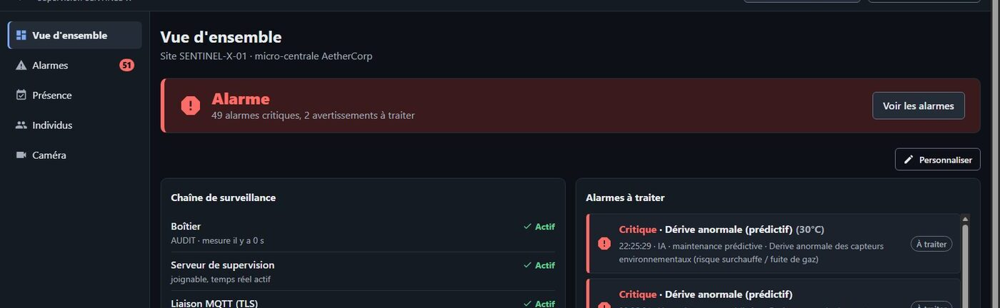 Vue d'ensemble
Alarmes 51
Présence
Individus
Caméra
Vue d'ensemble
Site SENTINEL-X-01 · micro-centrale AetherCorp
Alarme
49 alarmes critiques, 2 avertissements à traiter
Voir les alarmes
Personnaliser
Chaîne de surveillance
Boîtier
Actif
AUDIT · mesure il y a 0 s
Serveur de supervision
Actif
joignable, temps réel actif
Liaison MQTT (TLS)
Actif
Alarmes à traiter
Critique · Dérive anormale (prédictif) (30°C)
22:25:29 · IA · maintenance prédictive · Derive anormale des capteurs
environnementaux (risque surchauffe / fuite de gaz)
À traiter
Critique · Dérive anormale (prédictif)